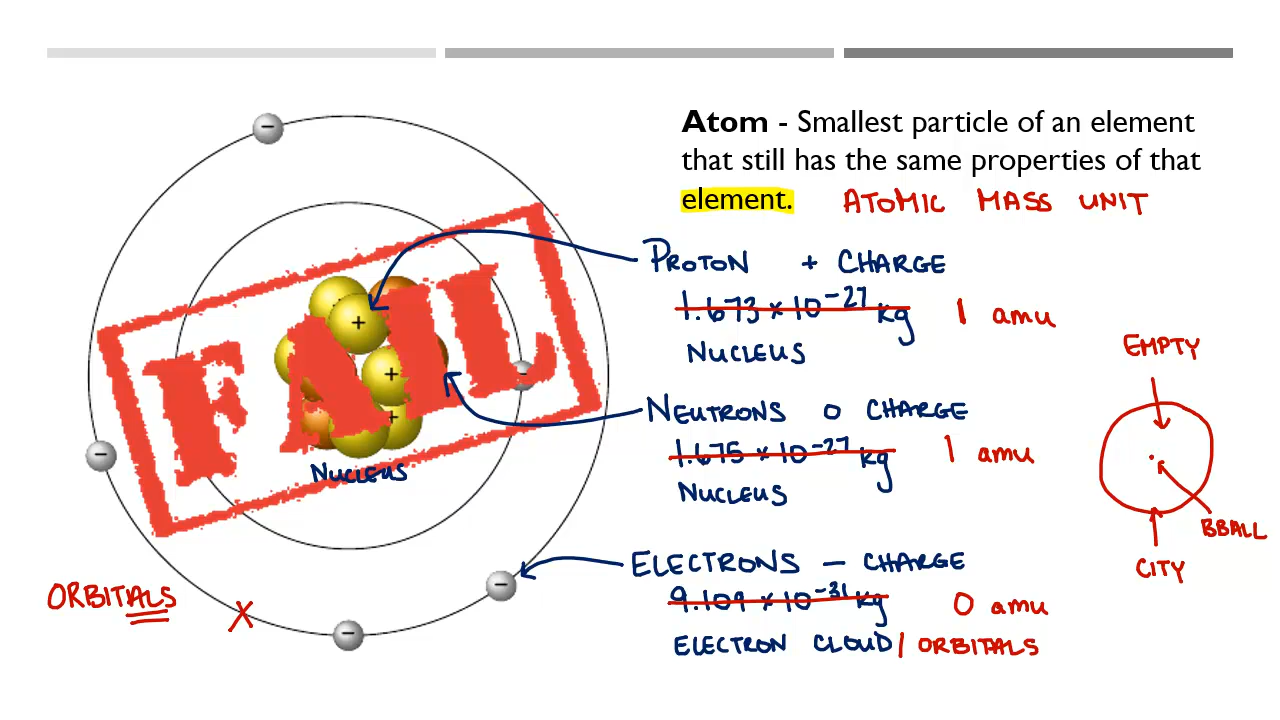 Atom - Smallest particle of an element
that still has the same properties of that
element. ATOMIC MASS UNIT
PROTON + CHARGE
1.673 × 10⁻²⁷ kg 1 amu
NUCLEUS
NEUTRONS 0 CHARGE
1.675 × 10⁻²⁷ kg 1 amu
NUCLEUS
ELECTRONS – CHARGE
9.109 × 10⁻³¹ kg 0 amu
ELECTRON CLOUD / ORBITALS
FAIL
−
+
+
−
+
NUCLEUS
−
−
−
ORBITALS X
EMPTY
BBALL
CITY